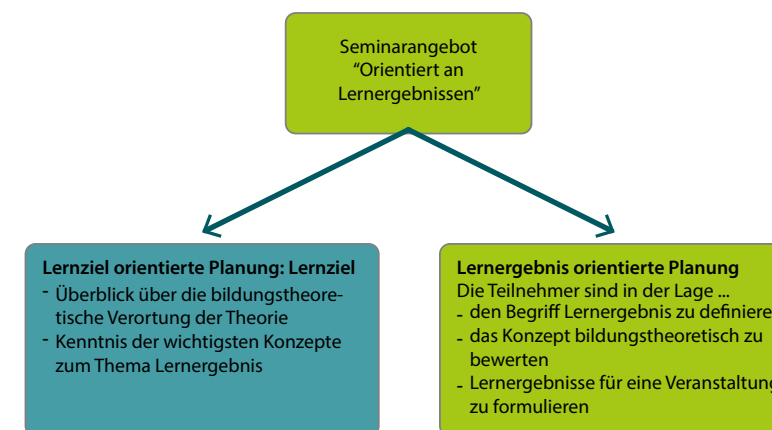 Seminarangebot
“Orientiert an
Lernergebnissen”
Lernziel orientierte Planung: Lernziel
- Überblick über die bildungstheore-
tische Verortung der Theorie
- Kenntnis der wichtigsten Konzepte
zum Thema Lernergebnis
Lernergebnis orientierte Planung
Die Teilnehmer sind in der Lage ...
- den Begriff Lernergebnis zu definiere
- das Konzept bildungstheoretisch zu
bewerten
- Lernergebnisse für eine Veranstaltung
zu formulieren